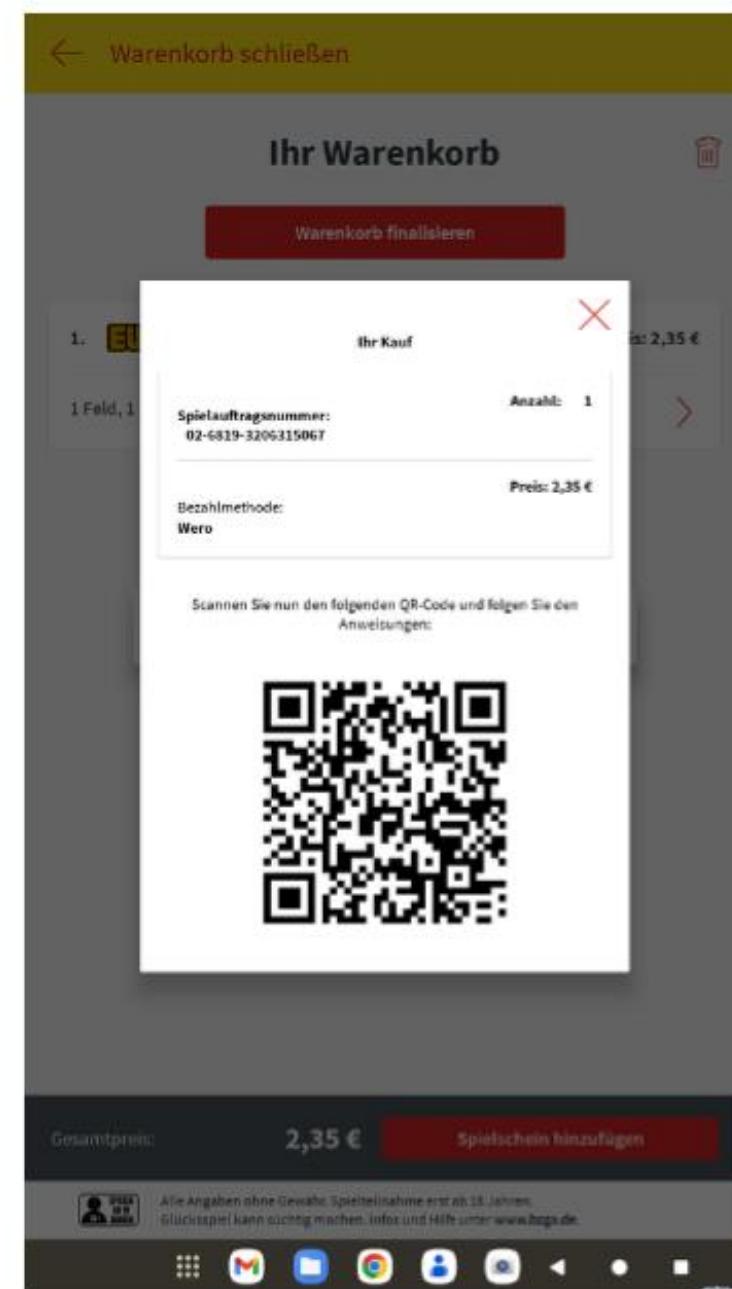 Warenkorb schließen
Ihr Warenkorb
Warenkorb finalisieren
1. EU is: 2,35 €
1 Feld, 1
Ihr Kauf
Anzahl: 1
Spielauftragsnummer:
02-6819-3206315067
Preis: 2,35 €
Bezahlmethode:
Wero
Scannen Sie nun den folgenden QR-Code und folgen Sie den
Anweisungen:
Gesamtpreis: 2,35 € Spielschein hinzufügen
Alle Angaben ohne Gewähr. Spielteilnahme erst ab 18 Jahren.
Glücksspiel kann süchtig machen. Infos und Hilfe unter www.bzga.de.